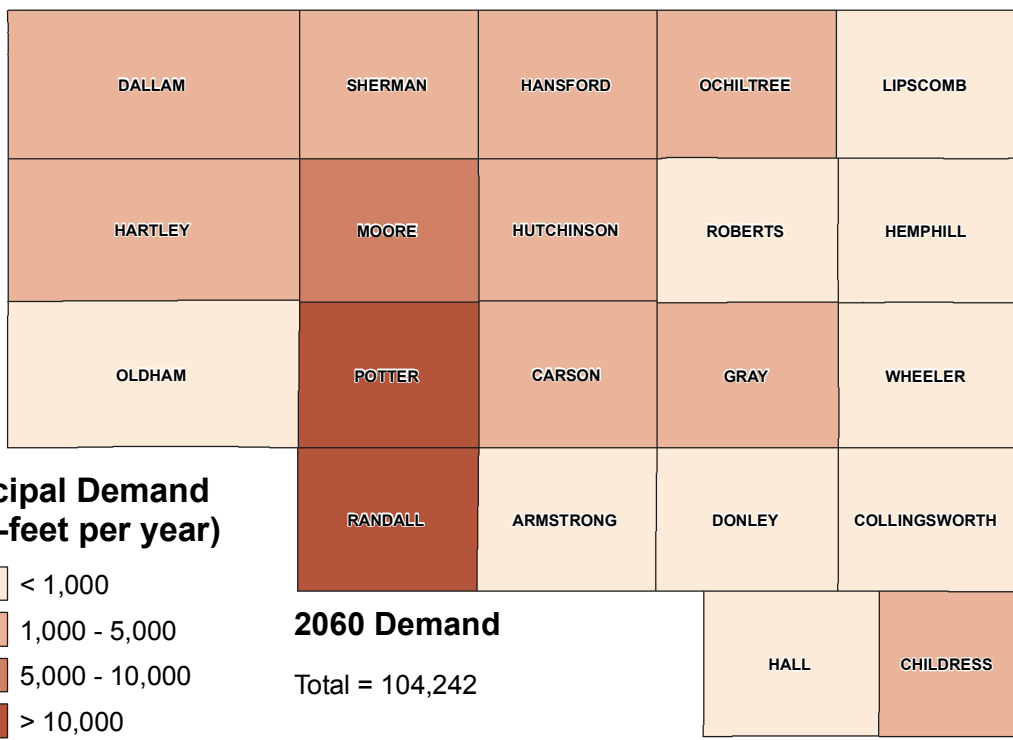 DALLAM SHERMAN HANSFORD OCHILTREE LIPSCOMB
HARTLEY MOORE HUTCHINSON ROBERTS HEMPHILL
OLDHAM POTTER CARSON GRAY WHEELER
RANDALL ARMSTRONG DONLEY COLLINGSWORTH
HALL CHILDRESS
cipal Demand
-feet per year)
< 1,000
1,000 - 5,000
5,000 - 10,000
> 10,000
2060 Demand
Total = 104,242